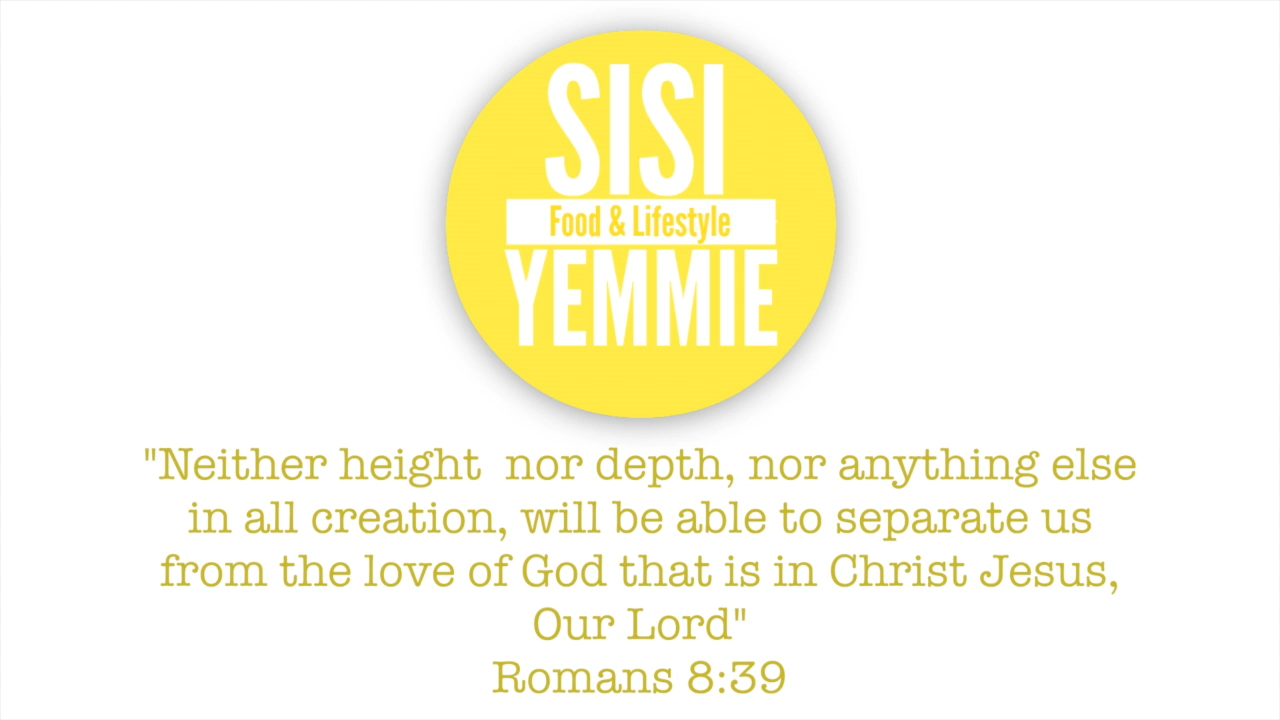 SISI
Food & Lifestyle
YEMMIE
"Neither height  nor depth, nor anything else
in all creation, will be able to separate us
from the love of God that is in Christ Jesus,
Our Lord"
Romans 8:39